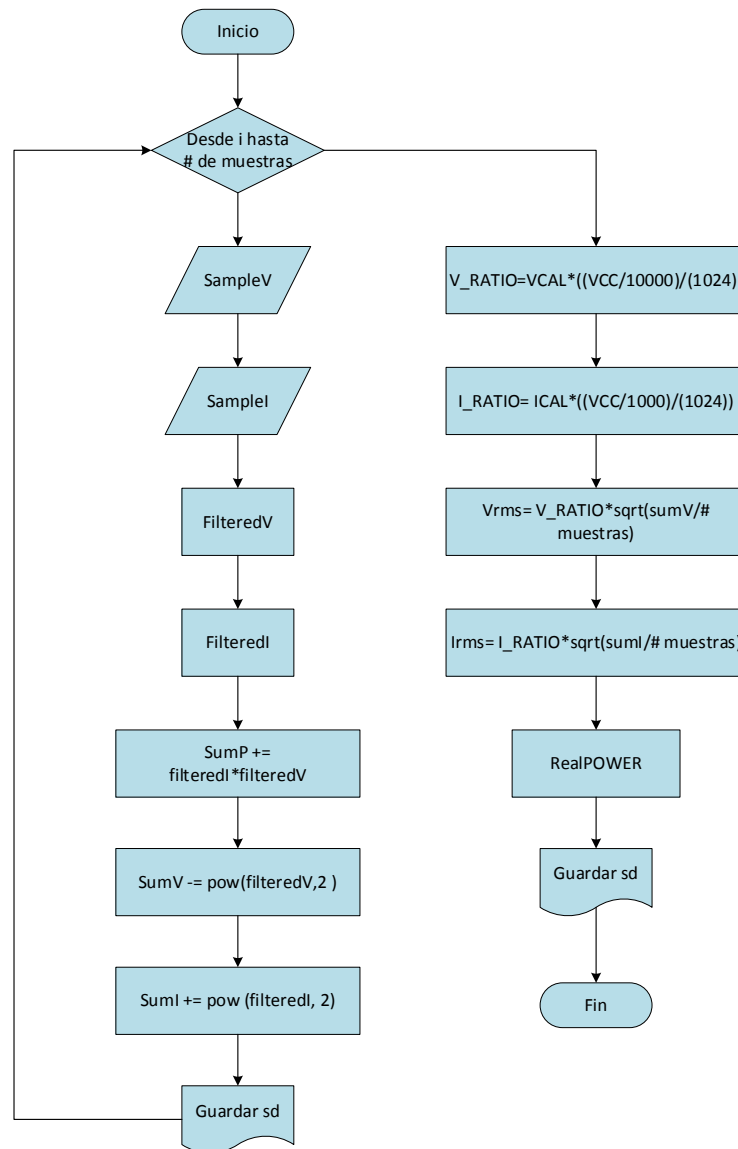 Inicio
Desde i hasta
# de muestras
SampleV
SampleI
FilteredV
FilteredI
SumP +=
filteredI*filteredV
SumV -= pow(filteredV,2 )
SumI += pow (filteredI, 2)
Guardar sd
V_RATIO=VCAL*((VCC/10000)/(1024)
I_RATIO= ICAL*((VCC/1000)/(1024))
Vrms= V_RATIO*sqrt(sumV/#
muestras)
Irms= I_RATIO*sqrt(sumI/# muestras)
RealPOWER
Guardar sd
Fin